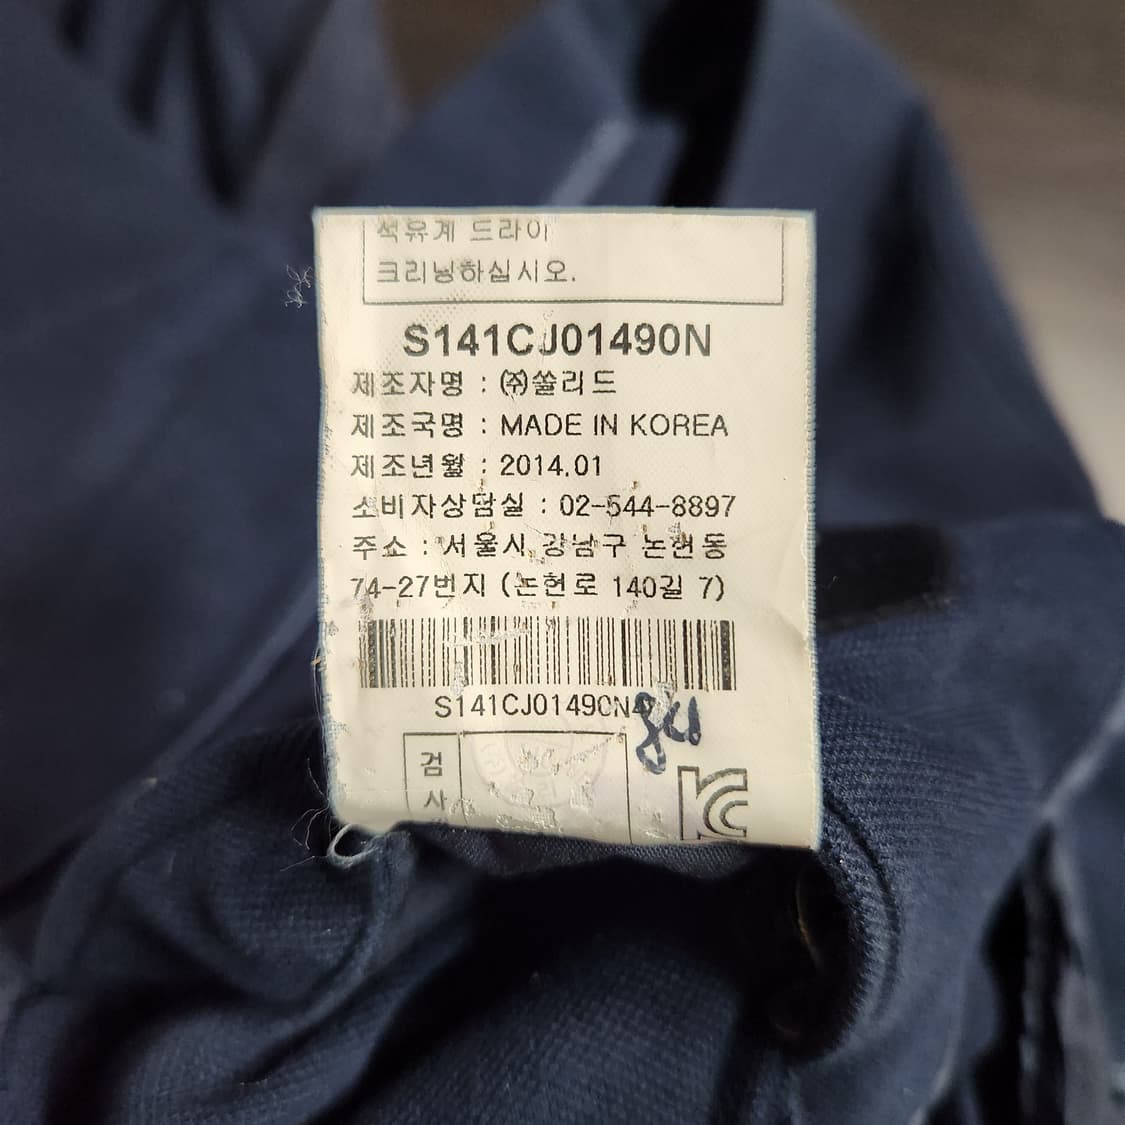 석유계 드라이
크리닝하십시오.
S141CJ01490N
제조자명 : ㈜쏠리드
제조국명 : MADE IN KOREA
제조년월 : 2014.01
소비자상담실 : 02-544-8897
주소 : 서울시 강남구 논현동
74-27번지 (논현로 140길 7)
S141CJ01490N
검
사
KC